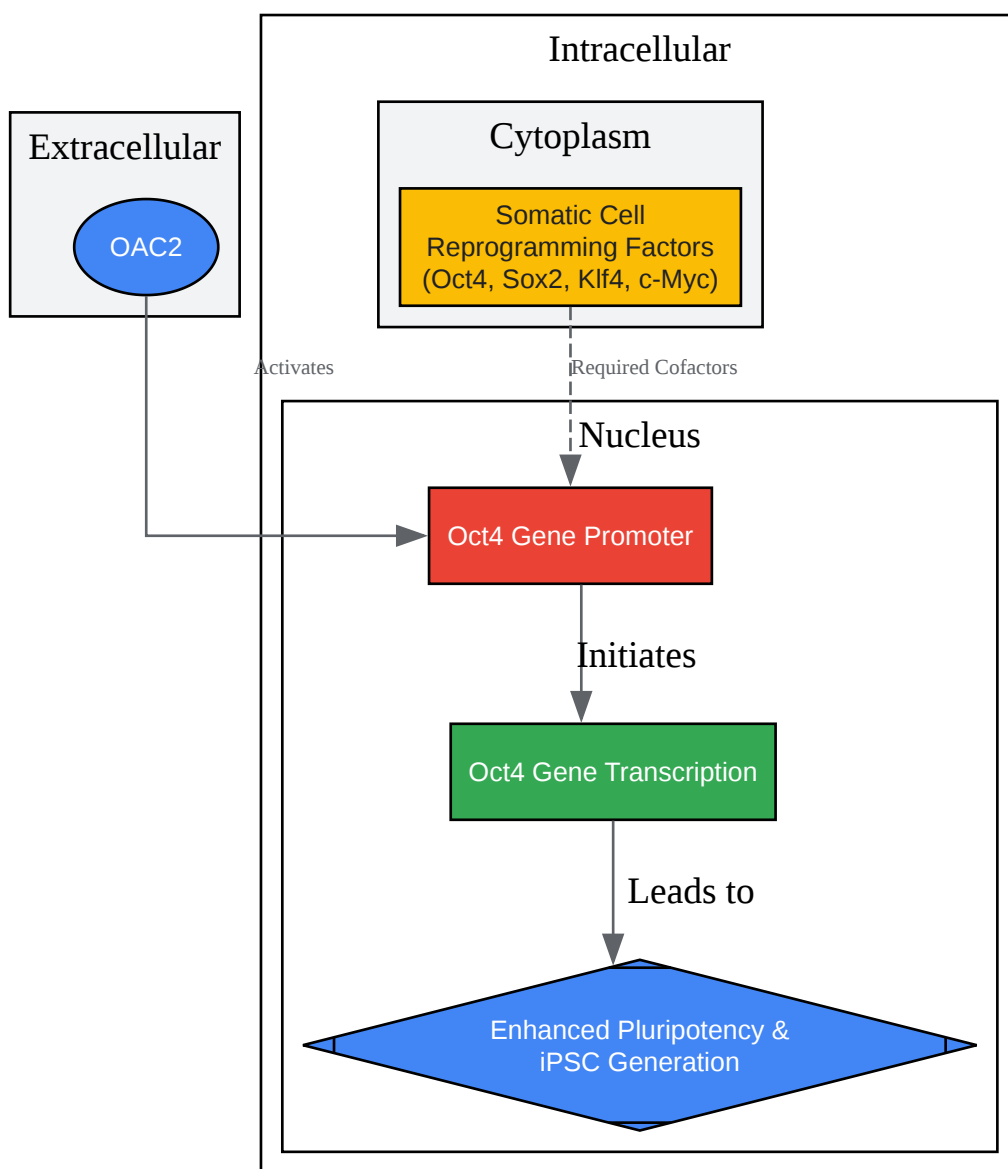 Intracellular
Extracellular
OAC2
Cytoplasm
Somatic Cell
Reprogramming Factors
(Oct4, Sox2, Klf4, c-Myc)
Activates
Required Cofactors
Nucleus
Oct4 Gene Promoter
Initiates
Oct4 Gene Transcription
Leads to
Enhanced Pluripotency &
iPSC Generation